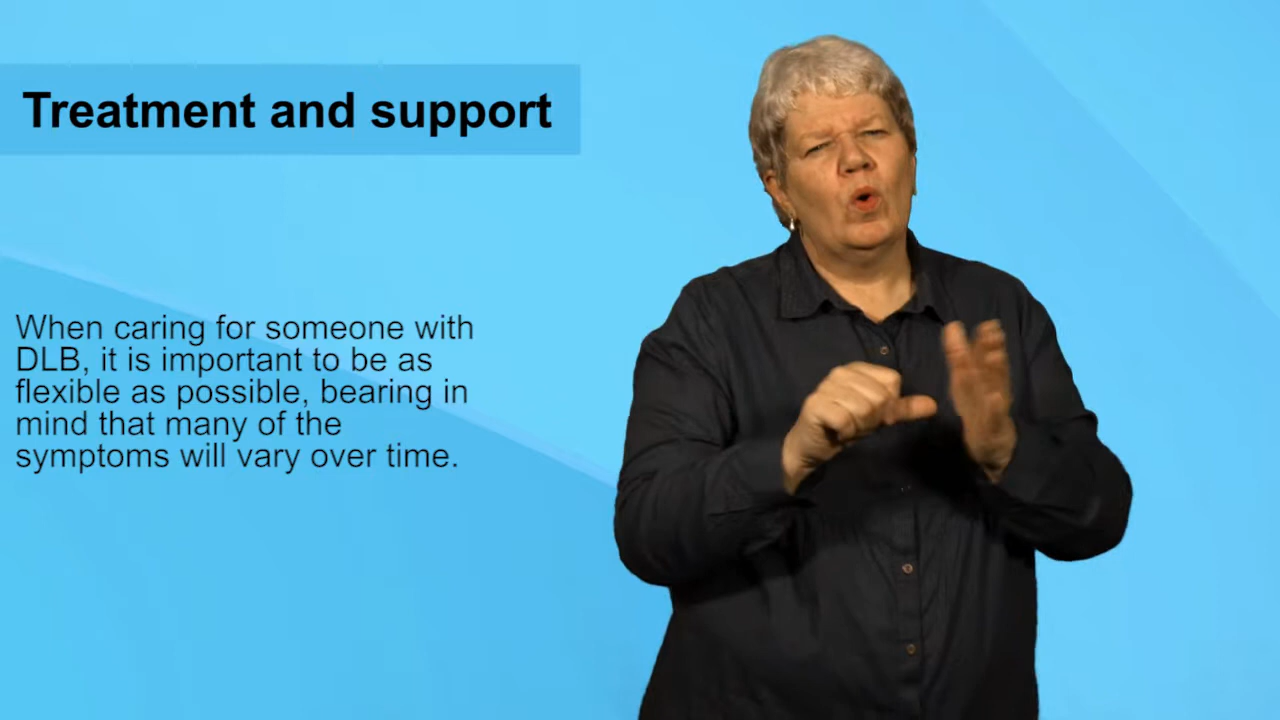 Treatment and support
When caring for someone with
DLB, it is important to be as
flexible as possible, bearing in
mind that many of the
symptoms will vary over time.